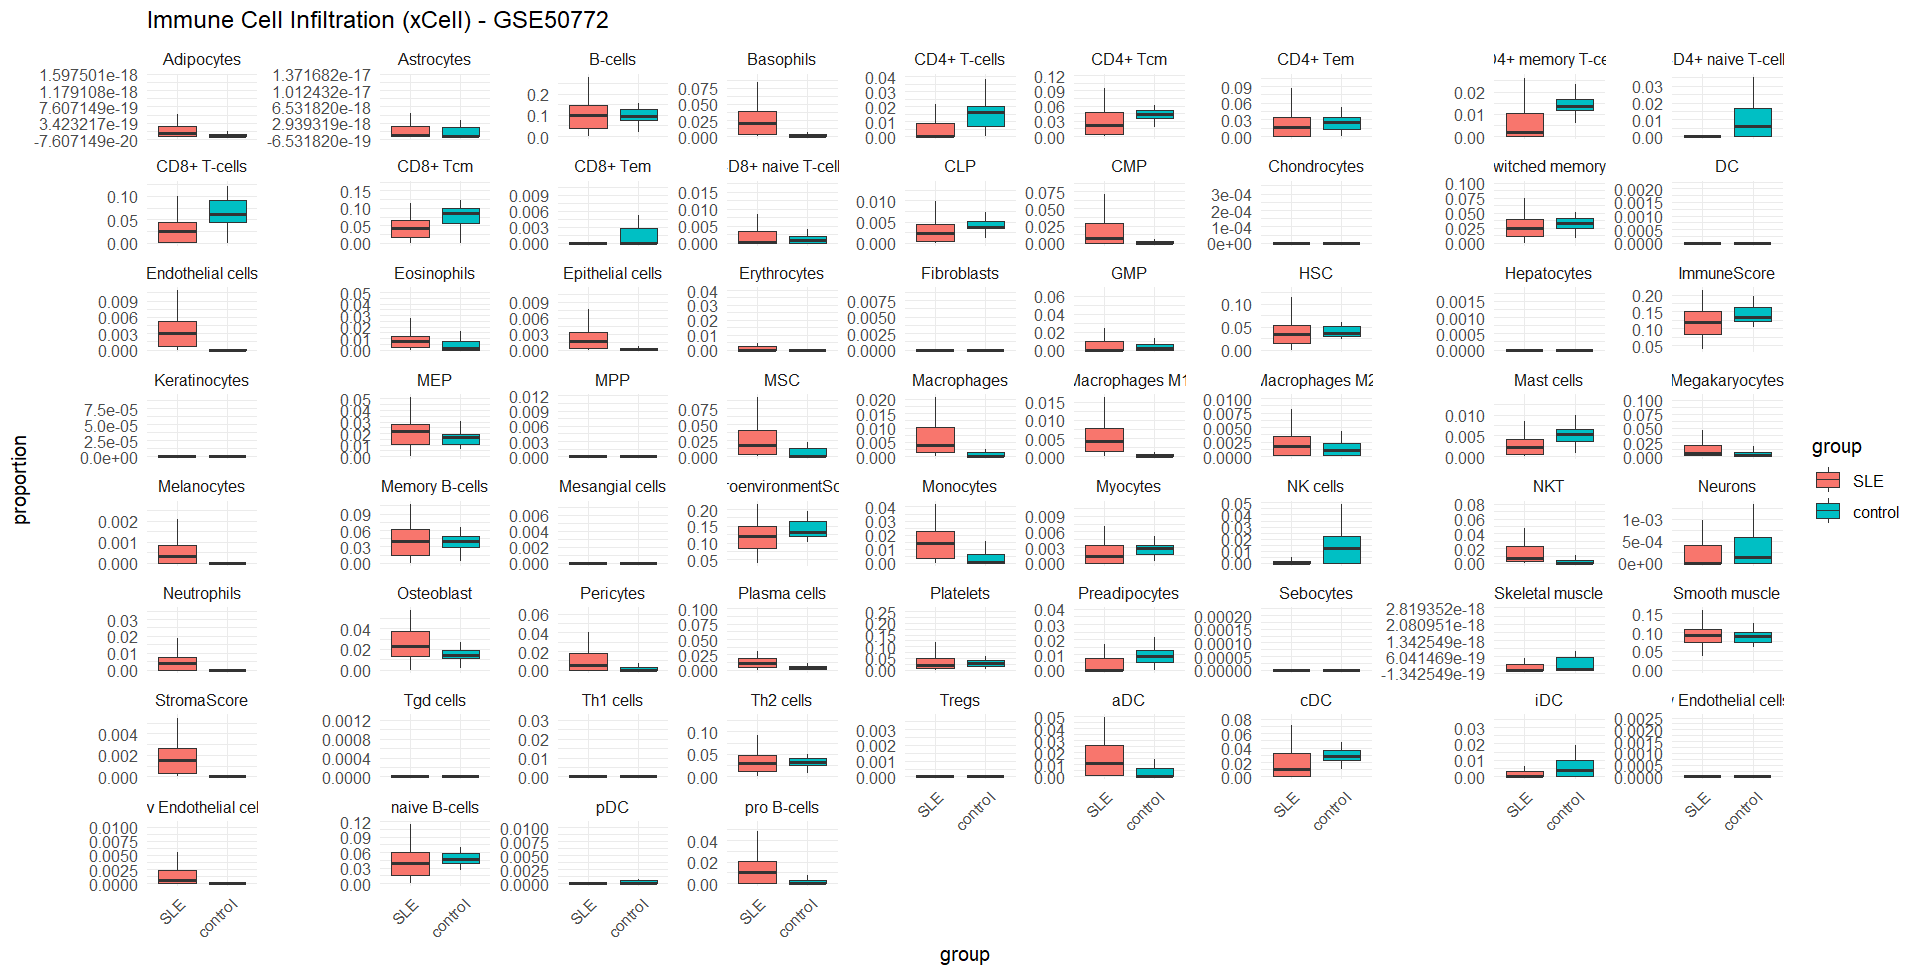 Immune Cell Infiltration (xCell) - GSE50772
Adipocytes
1.597501e-18
1.179108e-18
7.607149e-19
3.423217e-19
-7.607149e-20
Astrocytes
1.371682e-17
1.012432e-17
6.531820e-18
2.939319e-18
-6.531820e-19
B-cells
0.2
0.1
0.0
Basophils
0.075
0.050
0.025
0.000
CD4+ T-cells
0.04
0.03
0.02
0.01
0.00
CD4+ Tcm
0.12
0.09
0.06
0.03
0.00
CD4+ Tem
0.09
0.06
0.03
0.00
04+ memory T-ce
0.02
0.01
0.00
D4+ naive T-cell
0.03
0.02
0.01
0.00
CD8+ T-cells
0.10
0.05
0.00
CD8+ Tcm
0.15
0.10
0.05
0.00
CD8+ Tem
0.009
0.006
0.003
0.000
D8+ naive T-cell
0.015
0.010
0.005
0.000
CLP
0.010
0.005
0.000
CMP
0.075
0.050
0.025
0.000
Chondrocytes
3e-04
2e-04
1e-04
0e+00
witched memory
0.100
0.075
0.050
0.025
0.000
DC
0.0020
0.0015
0.0010
0.0005
0.0000
Endothelial cells
0.009
0.006
0.003
0.000
Eosinophils
0.05
0.04
0.03
0.02
0.01
0.00
Epithelial cells
0.009
0.006
0.003
0.000
Erythrocytes
0.04
0.03
0.02
0.01
0.00
Fibroblasts
0.0075
0.0050
0.0025
0.0000
GMP
0.06
0.04
0.02
0.00
HSC
0.10
0.05
0.00
Hepatocytes
0.0015
0.0010
0.0005
0.0000
ImmuneScore
0.20
0.15
0.10
0.05
Keratinocytes
7.5e-05
5.0e-05
2.5e-05
0.0e+00
MEP
0.05
0.04
0.03
0.02
0.01
0.00
MPP
0.012
0.009
0.006
0.003
0.000
MSC
0.075
0.050
0.025
0.000
Macrophages
0.020
0.015
0.010
0.005
0.000
Macrophages M1
0.015
0.010
0.005
0.000
Macrophages M2
0.0100
0.0075
0.0050
0.0025
0.0000
Mast cells
0.010
0.005
0.000
Megakaryocytes
0.100
0.075
0.050
0.025
0.000
Melanocytes
0.002
0.001
0.000
Memory B-cells
0.09
0.06
0.03
0.00
Mesangial cells
0.006
0.004
0.002
0.000
roenvironmentSc
0.20
0.15
0.10
0.05
Monocytes
0.04
0.03
0.02
0.01
0.00
Myocytes
0.009
0.006
0.003
0.000
NK cells
0.05
0.04
0.03
0.02
0.01
0.00
NKT
0.08
0.06
0.04
0.02
0.00
Neurons
1e-03
5e-04
0e+00
Neutrophils
0.03
0.02
0.01
0.00
Osteoblast
0.04
0.02
0.00
Pericytes
0.06
0.04
0.02
0.00
Plasma cells
0.100
0.075
0.050
0.025
0.000
Platelets
0.25
0.20
0.15
0.10
0.05
0.00
Preadipocytes
0.04
0.03
0.02
0.01
0.00
Sebocytes
0.00020
0.00015
0.00010
0.00005
0.00000
Skeletal muscle
2.819352e-18
2.080951e-18
1.342549e-18
6.041469e-19
-1.342549e-19
Smooth muscle
0.15
0.10
0.05
0.00
StromaScore
0.004
0.002
0.000
Tgd cells
0.0012
0.0008
0.0004
0.0000
Th1 cells
0.03
0.02
0.01
0.00
Th2 cells
0.10
0.05
0.00
Tregs
0.003
0.002
0.001
0.000
aDC
0.05
0.04
0.03
0.02
0.01
0.00
cDC
0.08
0.06
0.04
0.02
0.00
iDC
0.03
0.02
0.01
0.00
v Endothelial cells
0.0025
0.0020
0.0015
0.0010
0.0005
0.0000
v Endothelial cel
0.0100
0.0075
0.0050
0.0025
0.0000
naive B-cells
0.12
0.09
0.06
0.03
0.00
pDC
0.0100
0.0075
0.0050
0.0025
0.0000
pro B-cells
0.04
0.02
0.00
SLE
control
SLE
control
SLE
control
SLE
control
SLE
control
SLE
control
SLE
control
SLE
control
SLE
control
proportion
group
group
SLE
control